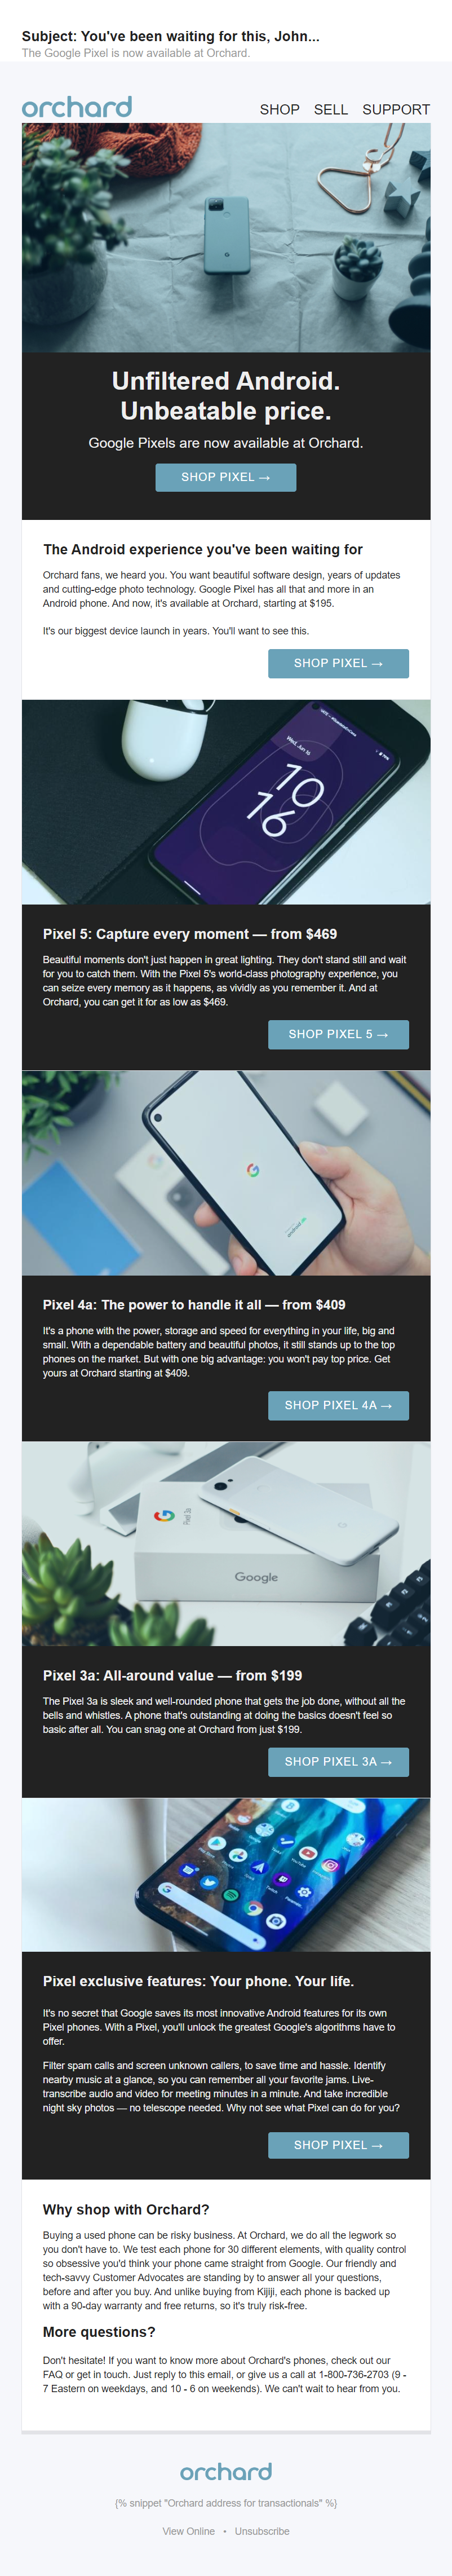 Subject: You've been waiting for this, John...
The Google Pixel is now available at Orchard.
orchard
SHOP SELL SUPPORT
Unfiltered Android.
Unbeatable price.
Google Pixels are now available at Orchard.
SHOP PIXEL →
The Android experience you've been waiting for
Orchard fans, we heard you. You want beautiful software design, years of updates
and cutting-edge photo technology. Google Pixel has all that and more in an
Android phone. And now, it's available at Orchard, starting at $195.
It's our biggest device launch in years. You'll want to see this.
SHOP PIXEL →
Wed, Jun 16
10
16
Pixel 5: Capture every moment — from $469
Beautiful moments don't just happen in great lighting. They don't stand still and wait
for you to catch them. With the Pixel 5's world-class photography experience, you
can seize every memory as it happens, as vividly as you remember it. And at
Orchard, you can get it for as low as $469.
SHOP PIXEL 5 →
android
Pixel 4a: The power to handle it all — from $409
It's a phone with the power, storage and speed for everything in your life, big and
small. With a dependable battery and beautiful photos, it still stands up to the top
phones on the market. But with one big advantage: you won't pay top price. Get
yours at Orchard starting at $409.
SHOP PIXEL 4A →
Pixel 3a
Google
Pixel 3a: All-around value — from $199
The Pixel 3a is sleek and well-rounded phone that gets the job done, without all the
bells and whistles. A phone that's outstanding at doing the basics doesn't feel so
basic after all. You can snag one at Orchard from just $199.
SHOP PIXEL 3A →
Pixel exclusive features: Your phone. Your life.
It's no secret that Google saves its most innovative Android features for its own
Pixel phones. With a Pixel, you'll unlock the greatest Google's algorithms have to
offer.
Filter spam calls and screen unknown callers, to save time and hassle. Identify
nearby music at a glance, so you can remember all your favorite jams. Live-
transcribe audio and video for meeting minutes in a minute. And take incredible
night sky photos — no telescope needed. Why not see what Pixel can do for you?
SHOP PIXEL →
Why shop with Orchard?
Buying a used phone can be risky business. At Orchard, we do all the legwork so
you don't have to. We test each phone for 30 different elements, with quality control
so obsessive you'd think your phone came straight from Google. Our friendly and
tech-savvy Customer Advocates are standing by to answer all your questions,
before and after you buy. And unlike buying from Kijiji, each phone is backed up
with a 90-day warranty and free returns, so it's truly risk-free.
More questions?
Don't hesitate! If you want to know more about Orchard's phones, check out our
FAQ or get in touch. Just reply to this email, or give us a call at 1-800-736-2703 (9 -
7 Eastern on weekdays, and 10 - 6 on weekends). We can't wait to hear from you.
orchard
{% snippet "Orchard address for transactionals" %}
View Online • Unsubscribe